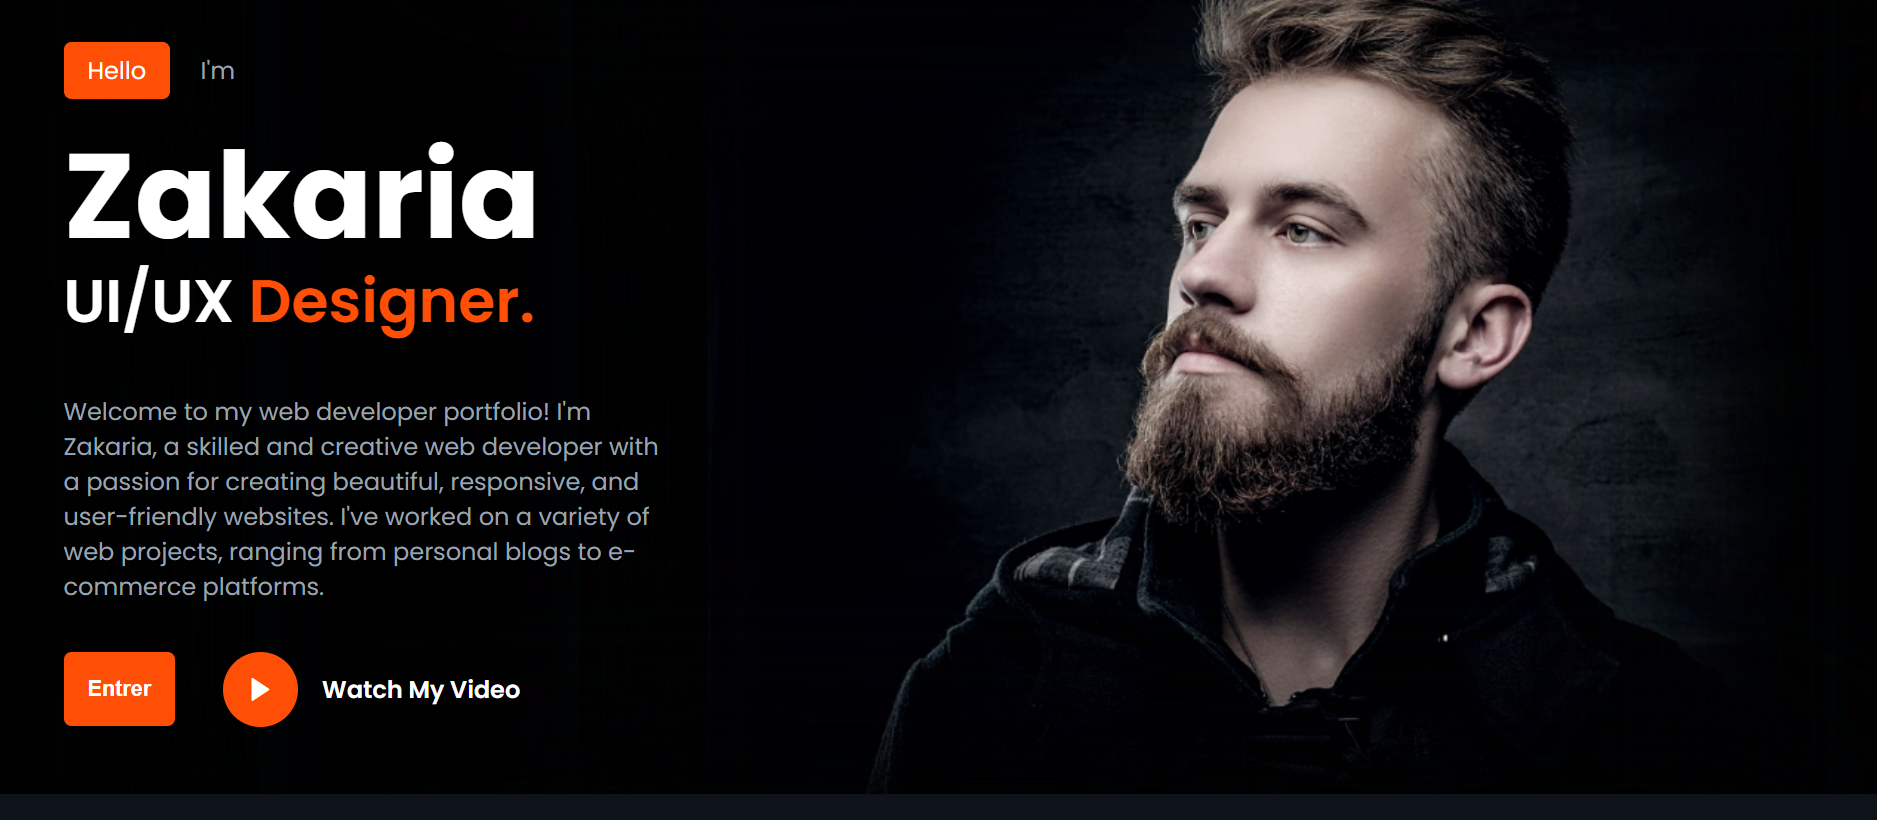 Hello I'm
Zakaria
UI/UX Designer.
Welcome to my web developer portfolio! I'm
Zakaria, a skilled and creative web developer with
a passion for creating beautiful, responsive, and
user-friendly websites. I've worked on a variety of
web projects, ranging from personal blogs to e-
commerce platforms.
Entrer Watch My Video